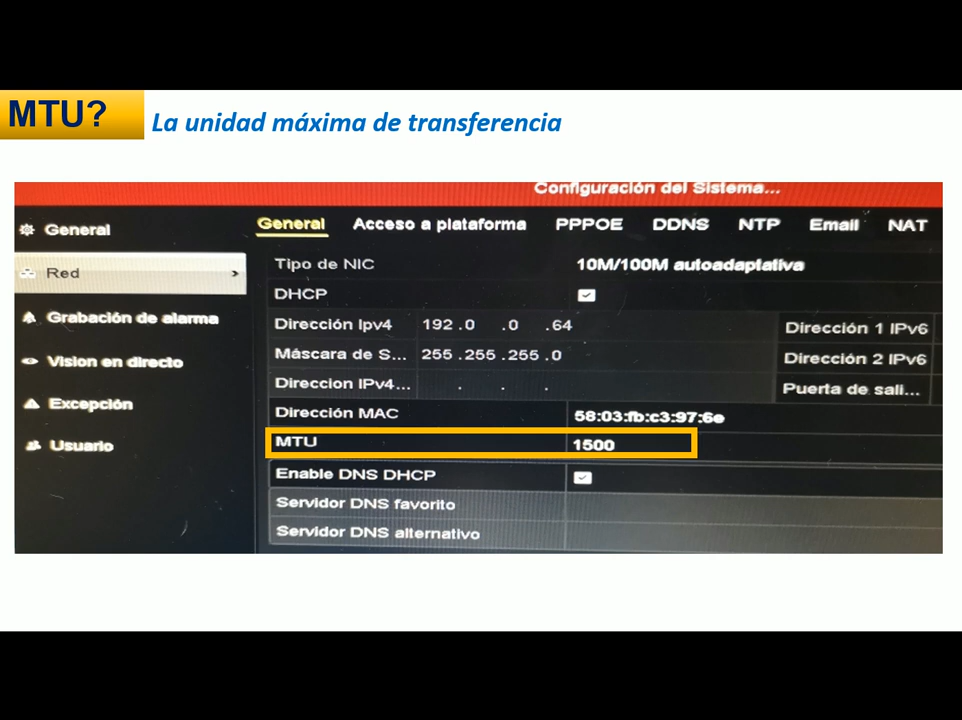 MTU?
La unidad máxima de transferencia
Configuración del Sistema...
General
Red
Grabación de alarma
Vision en directo
Excepción
Usuario
General Acceso a plataforma PPPOE DDNS NTP Email NAT
Tipo de NIC 10M/100M autoadaptativa
DHCP
Dirección Ipv4 192 .0 .0 .64 Dirección 1 IPv6
Máscara de S... 255 .255 .255 .0 Dirección 2 IPv6
Direccion IPv4... . . . Puerta de sali...
Dirección MAC 58:03:fb:c3:97:6e
MTU 1500
Enable DNS DHCP
Servidor DNS favorito
Servidor DNS alternativo